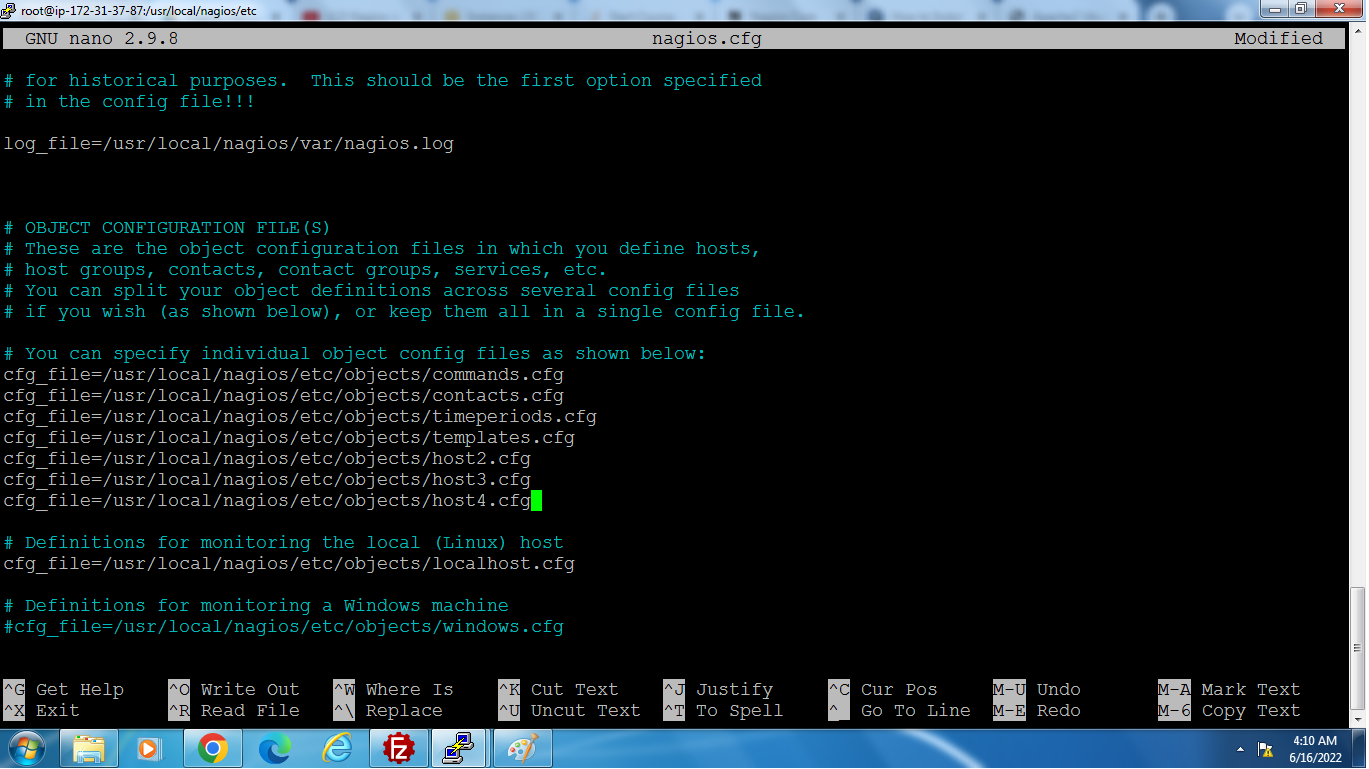 root@ip-172-31-37-87:/usr/local/nagios/etc
GNU nano 2.9.8 nagios.cfg Modified
# for historical purposes.  This should be the first option specified
# in the config file!!!
log_file=/usr/local/nagios/var/nagios.log
# OBJECT CONFIGURATION FILE(S)
# These are the object configuration files in which you define hosts,
# host groups, contacts, contact groups, services, etc.
# You can split your object definitions across several config files
# if you wish (as shown below), or keep them all in a single config file.
# You can specify individual object config files as shown below:
cfg_file=/usr/local/nagios/etc/objects/commands.cfg
cfg_file=/usr/local/nagios/etc/objects/contacts.cfg
cfg_file=/usr/local/nagios/etc/objects/timeperiods.cfg
cfg_file=/usr/local/nagios/etc/objects/templates.cfg
cfg_file=/usr/local/nagios/etc/objects/host2.cfg
cfg_file=/usr/local/nagios/etc/objects/host3.cfg
cfg_file=/usr/local/nagios/etc/objects/host4.cfg
# Definitions for monitoring the local (Linux) host
cfg_file=/usr/local/nagios/etc/objects/localhost.cfg
# Definitions for monitoring a Windows machine
#cfg_file=/usr/local/nagios/etc/objects/windows.cfg
^G Get Help ^O Write Out ^W Where Is ^K Cut Text ^J Justify ^C Cur Pos M-U Undo M-A Mark Text
^X Exit ^R Read File ^\ Replace ^U Uncut Text ^T To Spell ^_ Go To Line M-E Redo M-6 Copy Text
4:10 AM
6/16/2022